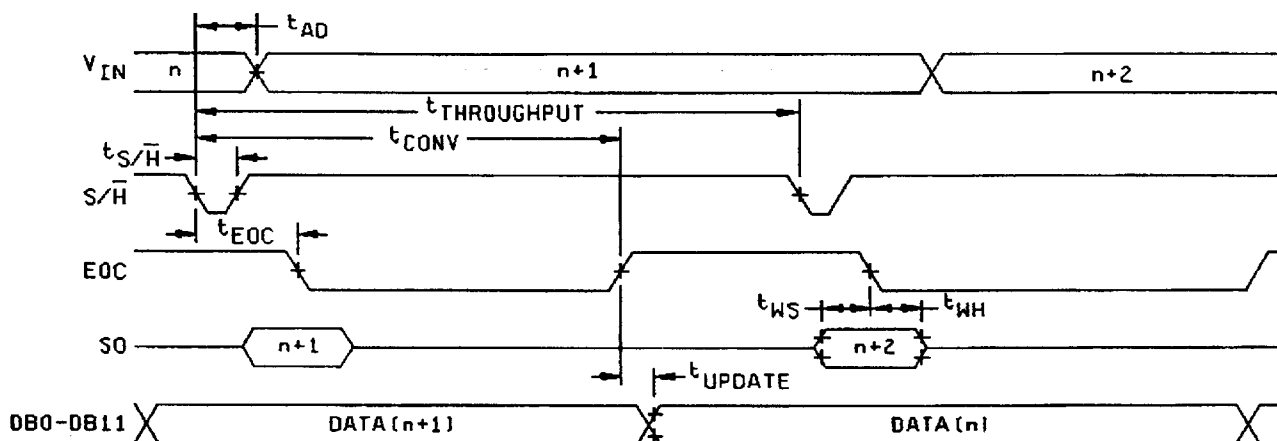 tAD
VIN n n+1 n+2
tTHROUGHPUT
tCONV
tS/H̅
S/H̅
tEOC
EOC
tWS tWH
S0 n+1 n+2
tUPDATE
DB0-DB11 DATA(n+1) DATA(n)